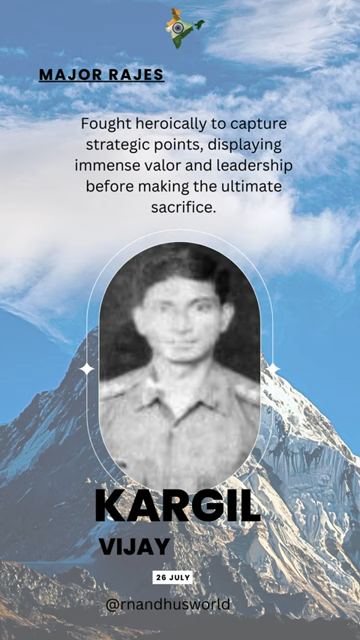 MAJOR RAJES
Fought heroically to capture
strategic points, displaying
immense valor and leadership
before making the ultimate
sacrifice.
KARGIL
VIJAY
26 JULY
@rnandhusworld